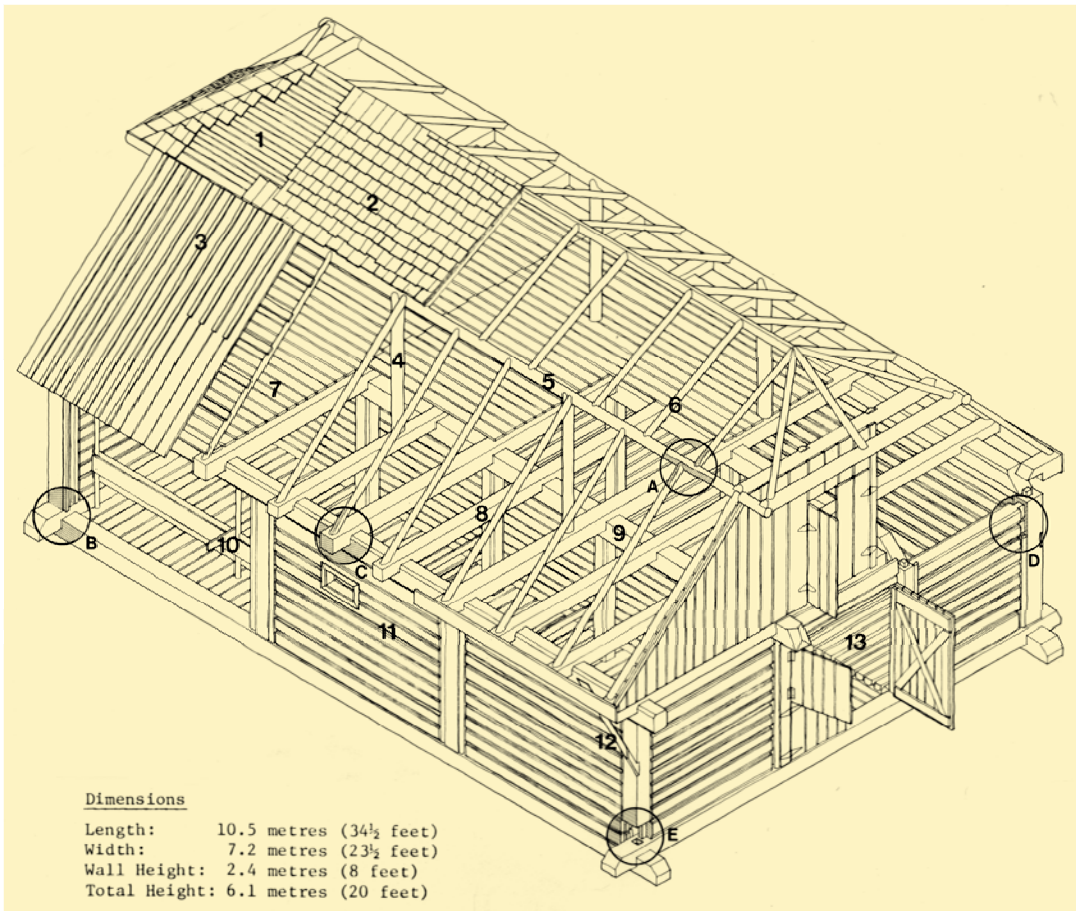 1
2
3
4
5
7
6
A
8
9
B
10
C
D
11
13
12
E
Dimensions
Length: 10.5 metres (34½ feet)
Width: 7.2 metres (23½ feet)
Wall Height: 2.4 metres (8 feet)
Total Height: 6.1 metres (20 feet)